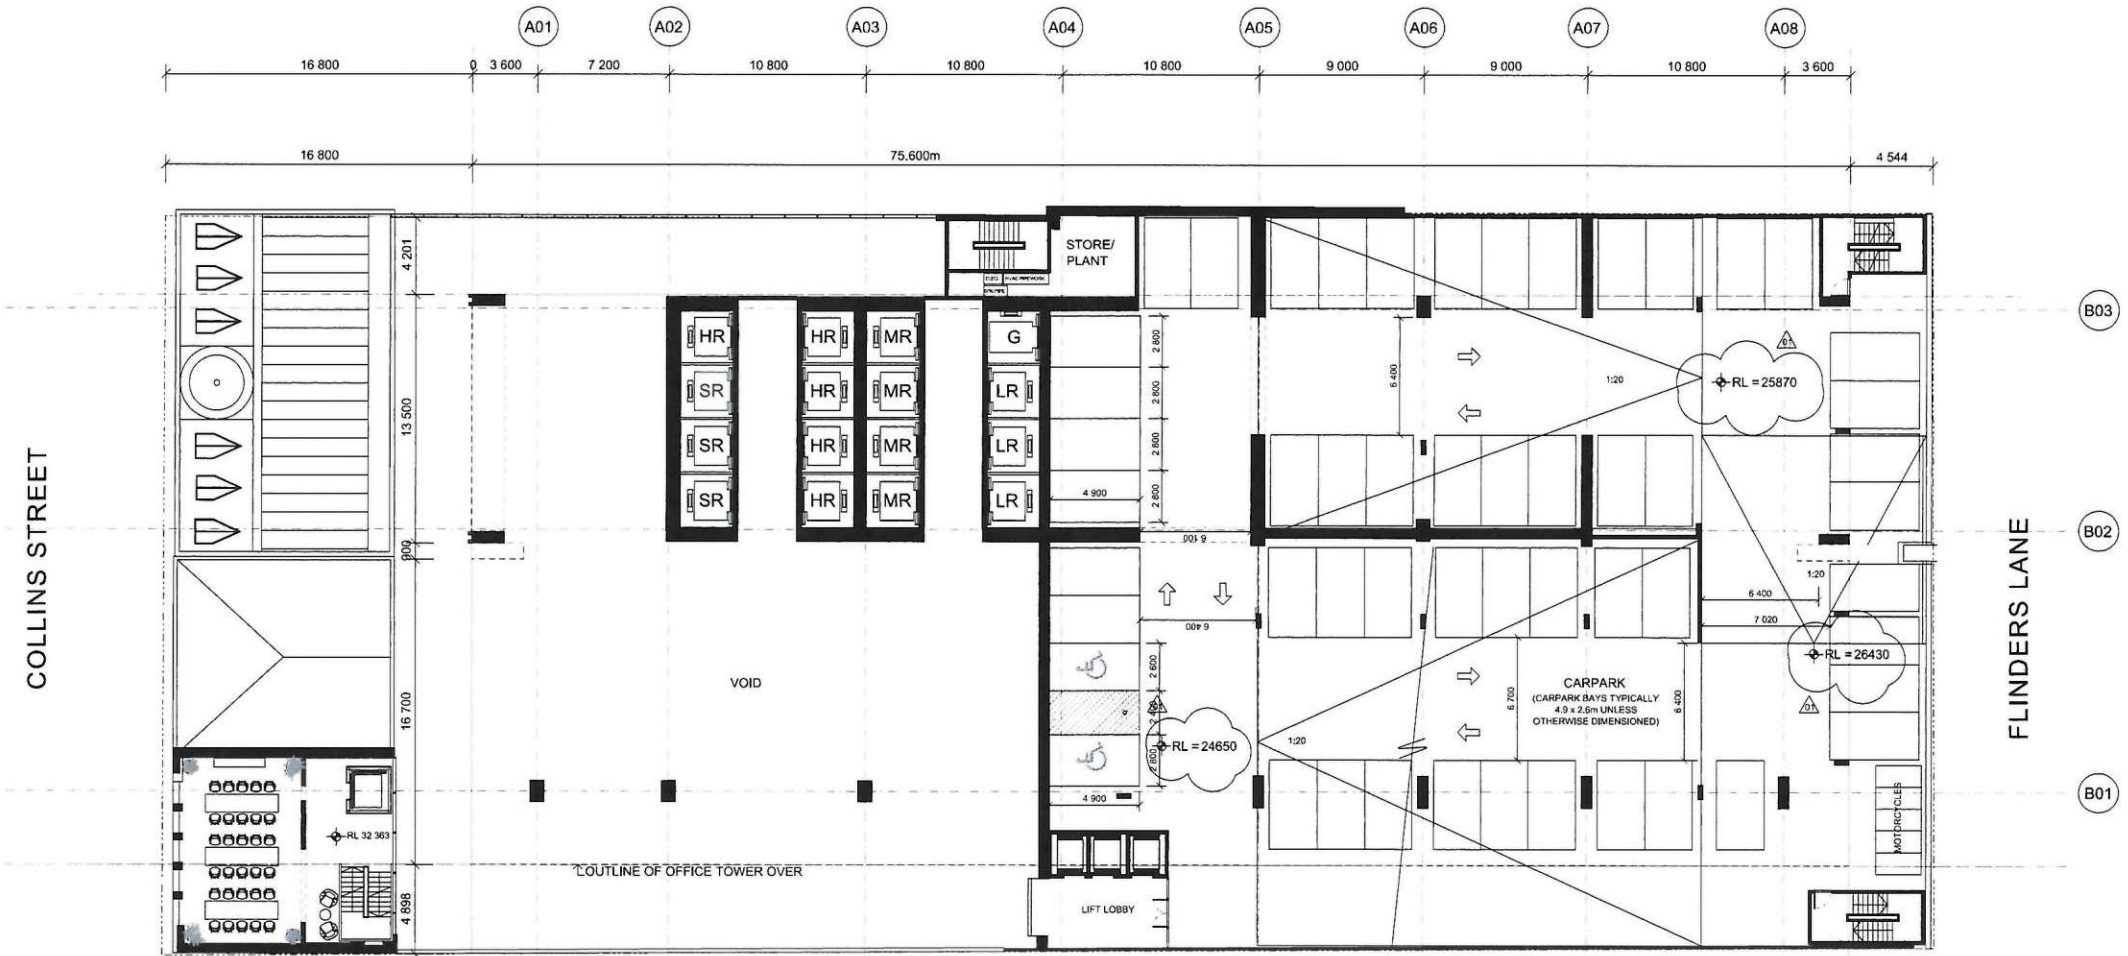 A01 A02 A03 A04 A05 A06 A07 A08
16 800 0 3 600 7 200 10 800 10 800 10 800 9 000 9 000 10 800 3 600
16 800 75.600m 4 544
4 201
STORE/
PLANT
B03
HR HR MR G
2 800
6 400
1:20
01
RL = 25870
SR HR MR LR
2 800
13 500
SR HR MR LR
2 800
SR HR MR LR
4 900
2 800
COLLINS STREET
FLINDERS LANE
900
6 100
B02
1:20
6 400
6 400
7 020
VOID
2 600
16 700
6 700
CARPARK
(CARPARK BAYS TYPICALLY
4.9 x 2.6m UNLESS
OTHERWISE DIMENSIONED)
6 400
RL = 26430
01
RL = 24650
1:20
2 800
4 900
B01
MOTORCYCLES
RL 32 363
OUTLINE OF OFFICE TOWER OVER
4 898
LIFT LOBBY